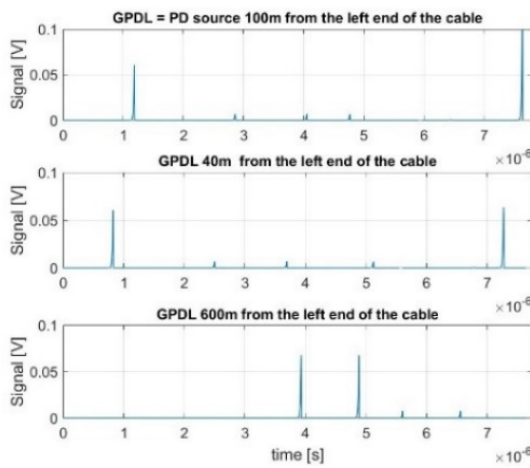 GPDL = PD source 100m from the left end of the cable
0.1
0.05
0
Signal [V]
0 1 2 3 4 5 6 7
×10⁻⁶
GPDL 40m from the left end of the cable
0.1
0.05
0
Signal [V]
0 1 2 3 4 5 6 7
×10⁻⁶
GPDL 600m from the left end of the cable
0.1
0.05
0
Signal [V]
0 1 2 3 4 5 6 7
time [s]
×10⁻⁶